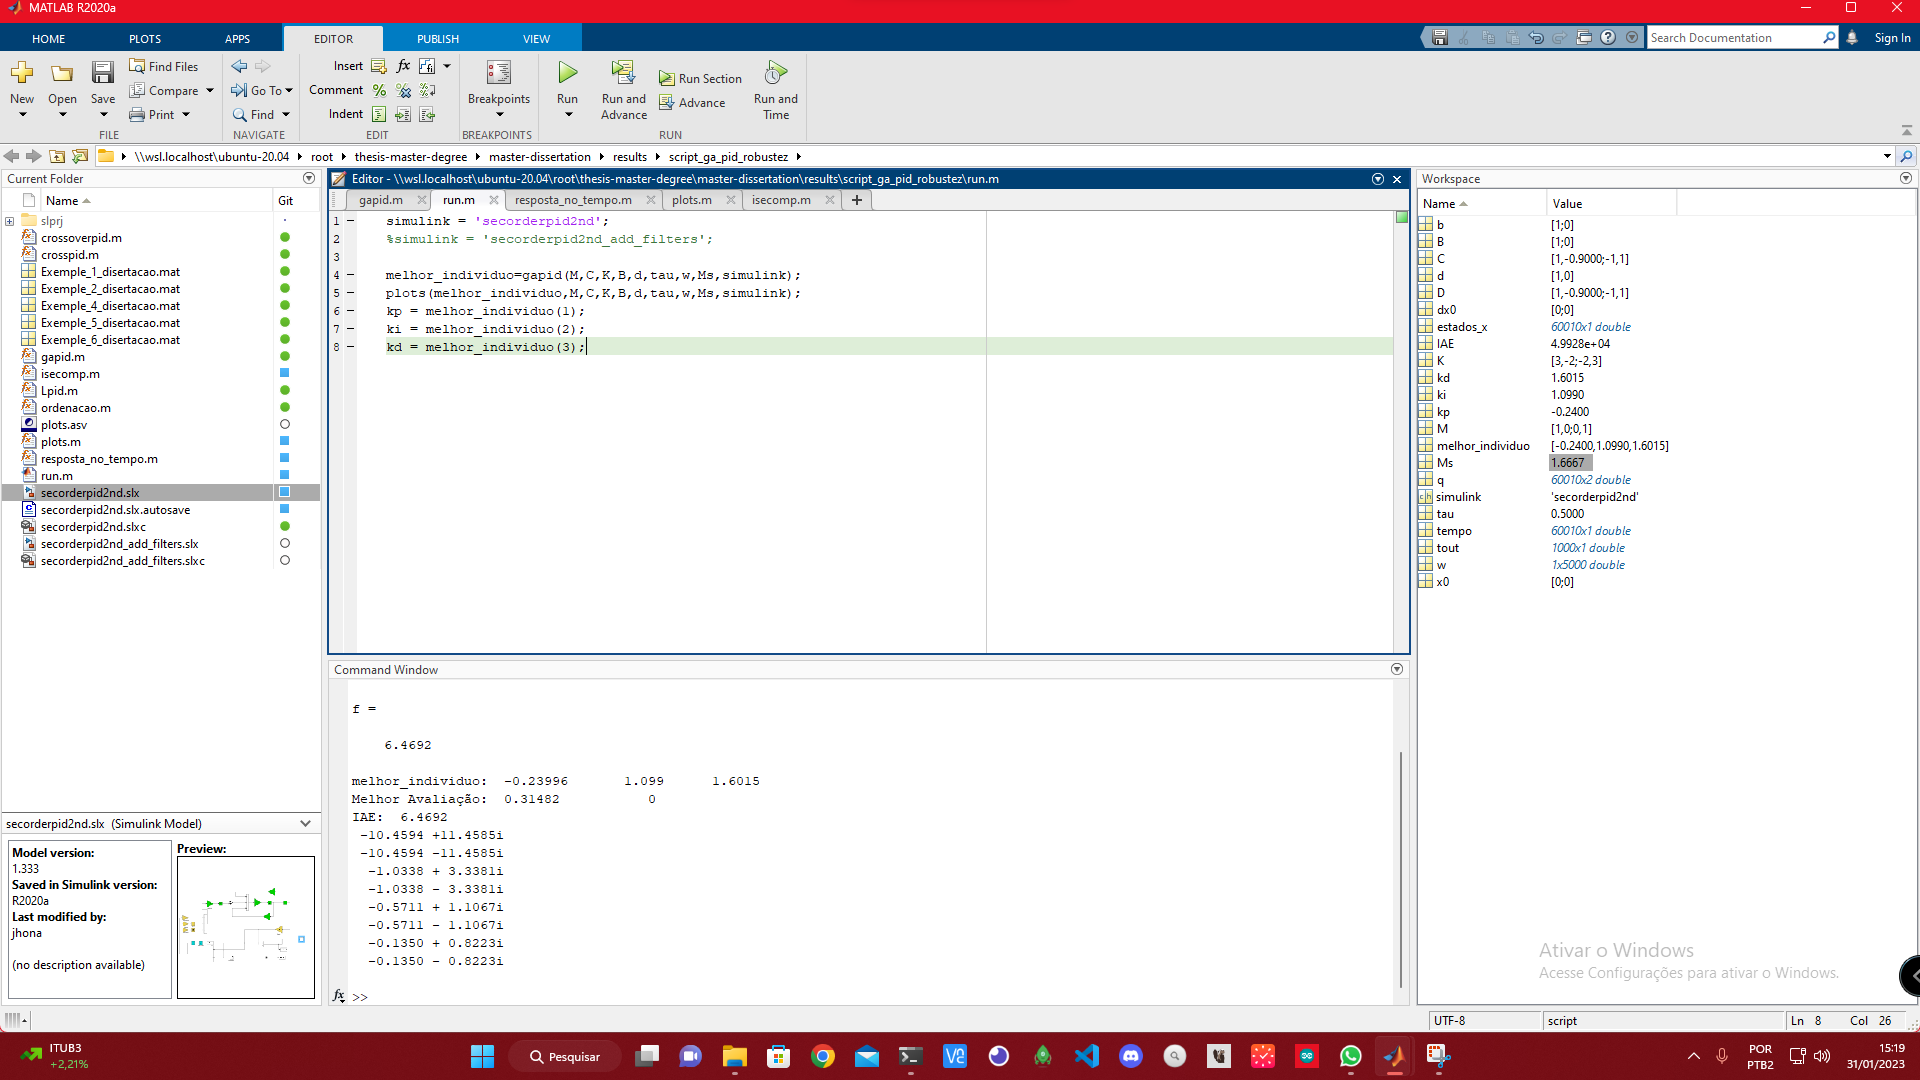 MATLAB R2020a
HOME PLOTS APPS EDITOR PUBLISH VIEW
Search Documentation
Sign In
New
Open
Save
Find Files
Compare
Print
FILE
Go To
Find
NAVIGATE
Insert
fx
Comment
Indent
EDIT
Breakpoints
BREAKPOINTS
Run
Run and
Advance
Run Section
Advance
Run and
Time
RUN
\\wsl.localhost\ubuntu-20.04 root thesis-master-degree master-dissertation results script_ga_pid_robustez
Current Folder
Name Git
slprj
crossoverpid.m
crosspid.m
Exemple_1_disertacao.mat
Exemple_2_disertacao.mat
Exemple_4_disertacao.mat
Exemple_5_disertacao.mat
Exemple_6_disertacao.mat
gapid.m
isecomp.m
Lpid.m
ordenacao.m
plots.asv
plots.m
resposta_no_tempo.m
run.m
secorderpid2nd.slx
secorderpid2nd.slx.autosave
secorderpid2nd.slxc
secorderpid2nd_add_filters.slx
secorderpid2nd_add_filters.slxc
secorderpid2nd.slx (Simulink Model)
Model version:
1.333
Saved in Simulink version:
R2020a
Last modified by:
jhona
(no description available)
Preview:
Editor - \\wsl.localhost\ubuntu-20.04\root\thesis-master-degree\master-dissertation\results\script_ga_pid_robustez\run.m
gapid.m run.m resposta_no_tempo.m plots.m isecomp.m
1 simulink = 'secorderpid2nd';
2 %simulink = 'secorderpid2nd_add_filters';
3
4 melhor_individuo=gapid(M,C,K,B,d,tau,w,Ms,simulink);
5 plots(melhor_individuo,M,C,K,B,d,tau,w,Ms,simulink);
6 kp = melhor_individuo(1);
7 ki = melhor_individuo(2);
8 kd = melhor_individuo(3);
Command Window
f =
6.4692
melhor_individuo: -0.23996 1.099 1.6015
Melhor Avaliação: 0.31482 0
IAE: 6.4692
-10.4594 +11.4585i
-10.4594 -11.4585i
-1.0338 + 3.3381i
-1.0338 - 3.3381i
-0.5711 + 1.1067i
-0.5711 - 1.1067i
-0.1350 + 0.8223i
-0.1350 - 0.8223i
fx >>
Workspace
Name Value
b [1;0]
B [1;0]
C [1,-0.9000;-1,1]
d [1,0]
D [1,-0.9000;-1,1]
dx0 [0;0]
estados_x 60010x1 double
IAE 4.9928e+04
K [3,-2;-2,3]
kd 1.6015
ki 1.0990
kp -0.2400
M [1,0;0,1]
melhor_individuo [-0.2400,1.0990,1.6015]
Ms 1.6667
q 60010x2 double
simulink 'secorderpid2nd'
tau 0.5000
tempo 60010x1 double
tout 1000x1 double
w 1x5000 double
x0 [0;0]
Ativar o Windows
Acesse Configurações para ativar o Windows.
UTF-8 script Ln 8 Col 26
ITUB3
+2,21%
Pesquisar
POR
PTB2
15:19
31/01/2023